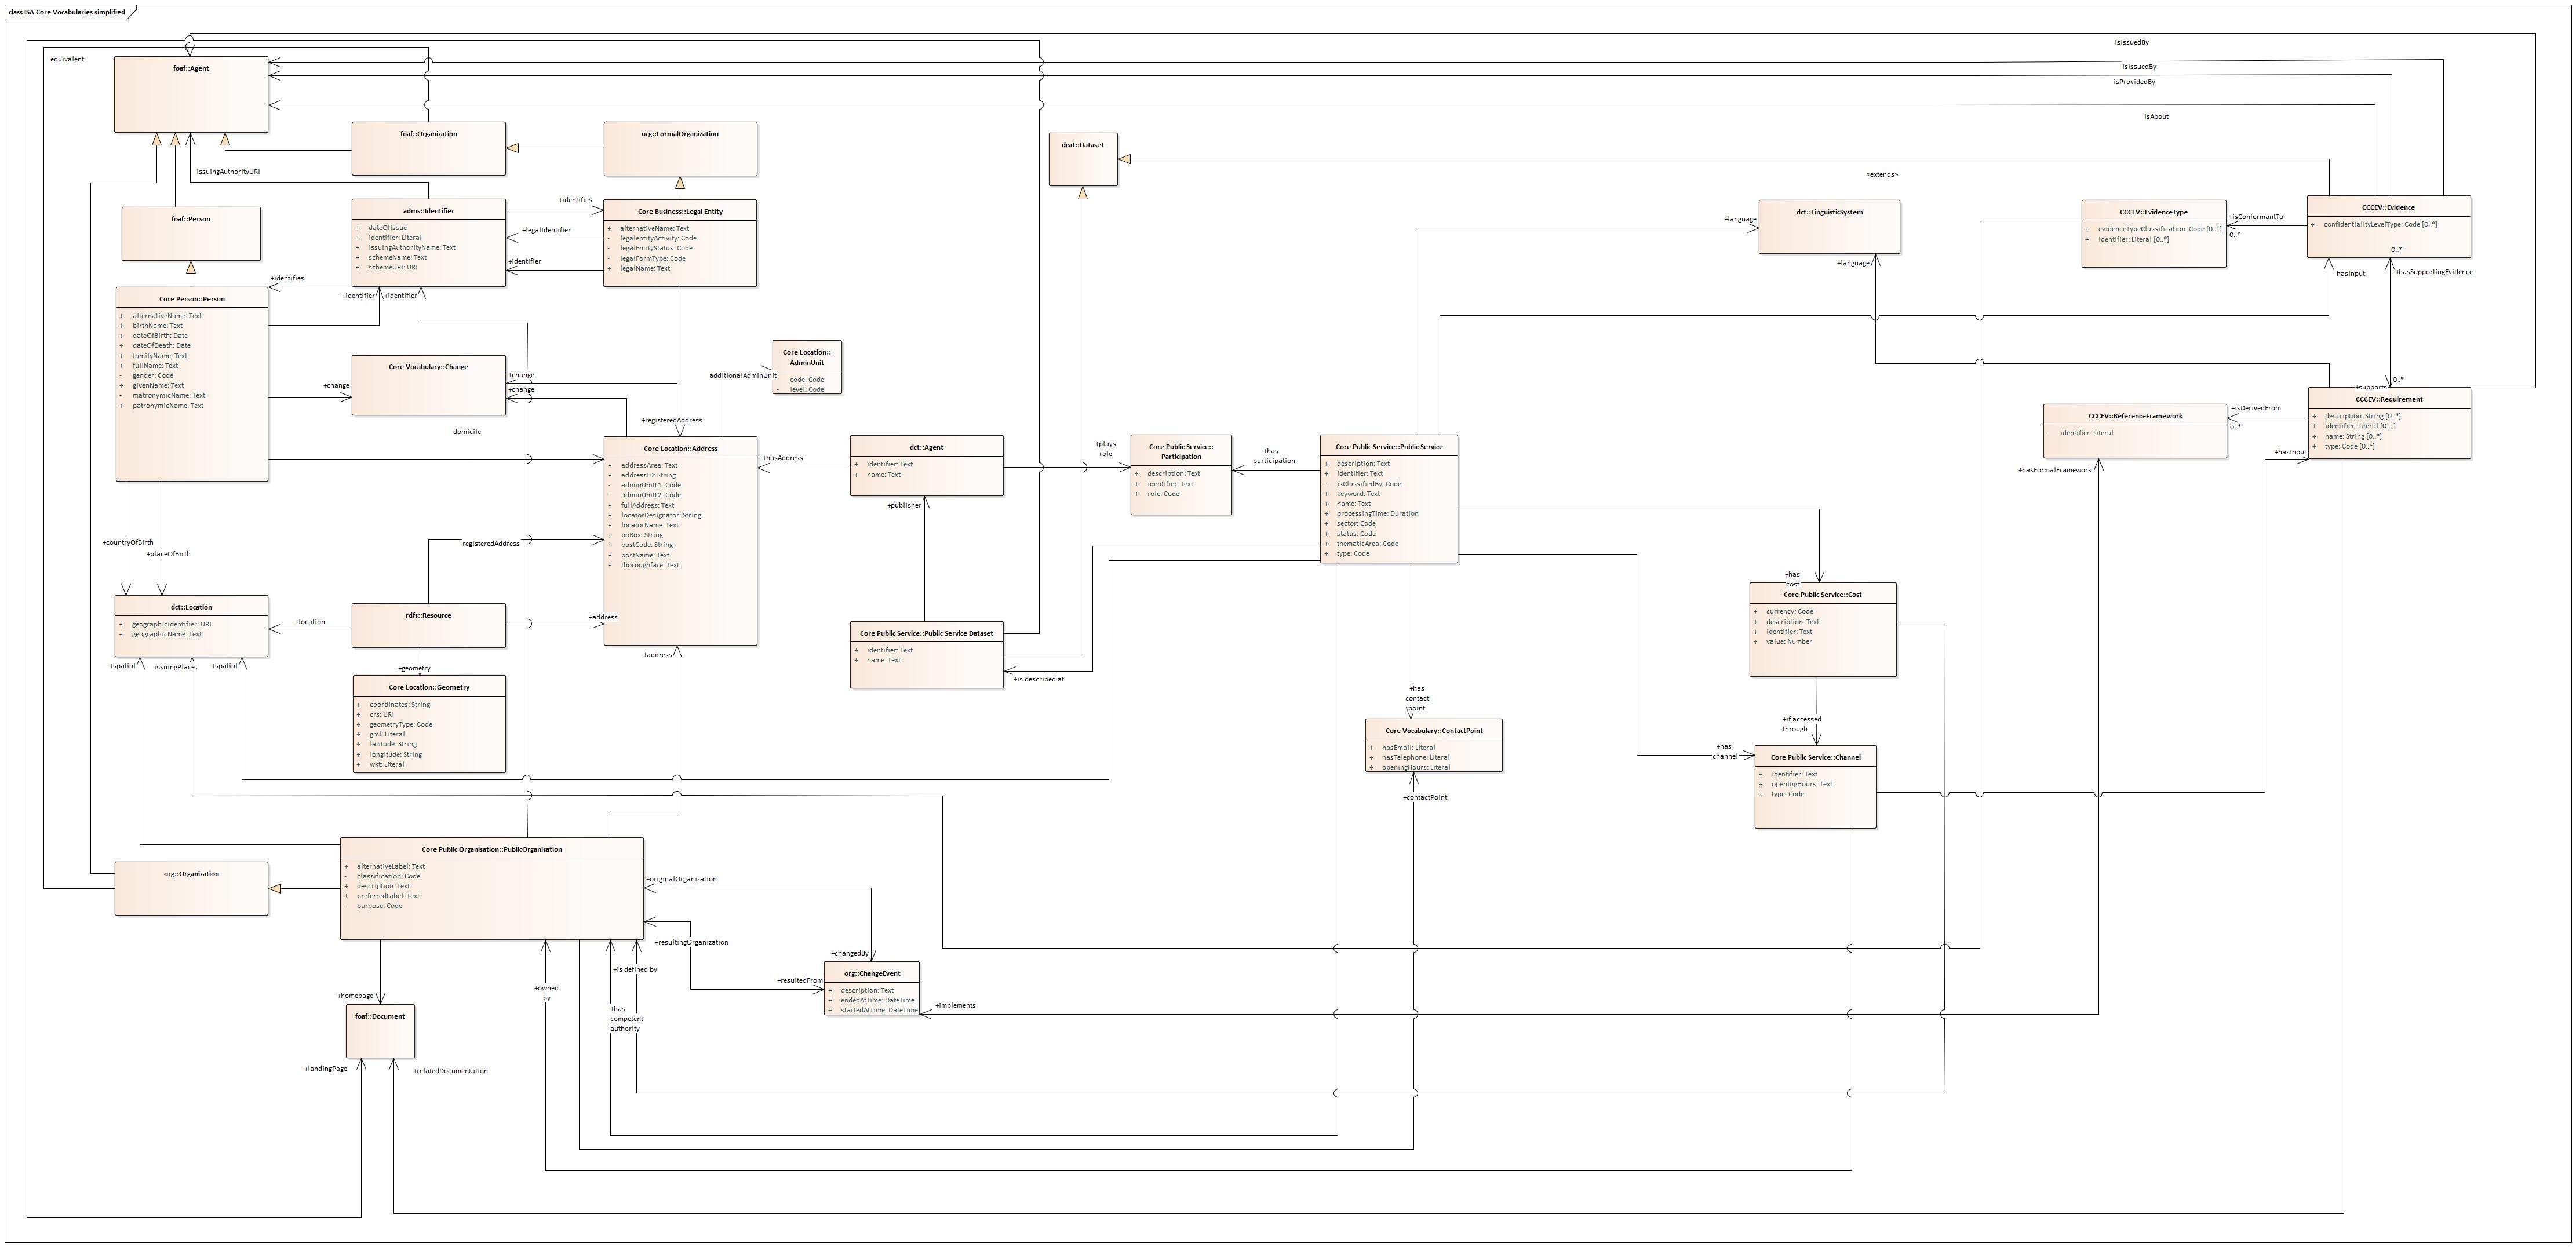 class ISA Core Vocabularies simplified
isIssuedBy
equivalent
foaf::Agent
isIssuedBy
isProvidedBy
isAbout
foaf::Organization
org::FormalOrganization
dcat::Dataset
issuingAuthorityURI
«extends»
foaf::Person
adms::Identifier
+ dateOfIssue
+ identifier: Literal
+ issuingAuthorityName: Text
+ schemeName: Text
+ schemeURI: URI
+identifies
+legalIdentifier
+identifier
Core Business::Legal Entity
+ alternativeName: Text
- legalentityActivity: Code
- legalEntityStatus: Code
- legalFormType: Code
+ legalName: Text
+language
dct::LinguisticSystem
+language
CCCEV::EvidenceType
+ evidenceTypeClassification: Code [0..*]
+ identifier: Literal [0..*]
+isConformantTo
0..*
CCCEV::Evidence
+ confidentialityLevelType: Code [0..*]
0..*
hasInput
+hasSupportingEvidence
+identifies
+identifier
+identifier
Core Person::Person
+ alternativeName: Text
+ birthName: Text
+ dateOfBirth: Date
+ dateOfDeath: Date
+ familyName: Text
+ fullName: Text
- gender: Code
+ givenName: Text
- matronymicName: Text
+ patronymicName: Text
+change
Core Vocabulary::Change
+change
+change
domicile
+registeredAddress
additionalAdminUnit
Core Location::
AdminUnit
code: Code
- level: Code
+supports
0..*
CCCEV::Requirement
+ description: String [0..*]
+ identifier: Literal [0..*]
+ name: String [0..*]
+ type: Code [0..*]
+isDerivedFrom
0..*
CCCEV::ReferenceFramework
- identifier: Literal
+hasFormalFramework
+hasInput
Core Location::Address
+ addressArea: Text
+ addressID: String
- adminUnitL1: Code
- adminUnitL2: Code
+ fullAddress: Text
+ locatorDesignator: String
+ locatorName: Text
+ poBox: String
+ postCode: String
+ postName: Text
+ thoroughfare: Text
+hasAddress
dct::Agent
+ identifier: Text
+ name: Text
+publisher
+plays
role
Core Public Service::
Participation
+ description: Text
+ identifier: Text
+ role: Code
+has
participation
Core Public Service::Public Service
+ description: Text
+ identifier: Text
- isClassifiedBy: Code
+ keyword: Text
+ name: Text
+ processingTime: Duration
+ sector: Code
+ status: Code
+ thematicArea: Code
+ type: Code
+countryOfBirth
+placeOfBirth
registeredAddress
dct::Location
+ geographicIdentifier: URI
+ geographicName: Text
+location
rdfs::Resource
+address
+geometry
Core Location::Geometry
+ coordinates: String
+ crs: URI
+ geometryType: Code
+ gml: Literal
+ latitude: String
+ longitude: String
+ wkt: Literal
+spatial
+spatial
+address
Core Public Service::Public Service Dataset
+ identifier: Text
+ name: Text
+is described at
+has
cost
Core Public Service::Cost
+ currency: Code
+ description: Text
+ identifier: Text
+ value: Number
+if accessed
through
+has
contact
point
Core Vocabulary::ContactPoint
+ hasEmail: Literal
+ hasTelephone: Literal
+ openingHours: Literal
+contactPoint
+has
channel
Core Public Service::Channel
+ identifier: Text
+ openingHours: Text
+ type: Code
Core Public Organisation::PublicOrganisation
+ alternativeLabel: Text
- classification: Code
+ description: Text
+ preferredLabel: Text
- purpose: Code
org::Organization
+originalOrganization
+resultingOrganization
+changedBy
+resultedFrom
org::ChangeEvent
+ description: Text
+ endedAtTime: DateTime
+ startedAtTime: DateTime
+implements
+is defined by
+owned
by
+has
competent
authority
+homepage
foaf::Document
+landingPage
+relatedDocumentation